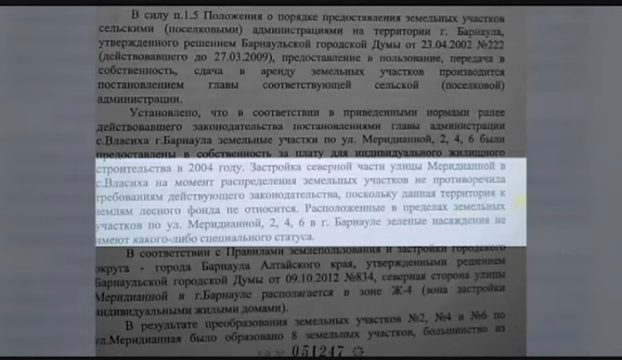 В силу п.1.5 Положения о порядке предоставления земельных участков
сельскими (поселковыми) администрациями на территории г. Барнаула,
утвержденного решением Барнаульской городской Думы от 23.04.2002 №222
(действовавшего до 27.03.2009), предоставление в пользование, передача в
собственность, сдача в аренду земельных участков производится
постановлением главы соответствующей сельской (поселковой)
администрации.
Установлено, что в соответствии в приведенными нормами ранее
действовавшего законодательства постановлениями главы администрации
с.Власиха г.Барнаула земельные участки по ул. Меридианной, 2, 4, 6 были
предоставлены в собственность за плату для индивидуального жилищного
строительства в 2004 году. Застройка северной части улицы Меридианной в
с.Власиха на момент распределения земельных участков не противоречила
требованиям действующего законодательства, поскольку данная территория к
землям лесного фонда не относится. Расположенные в пределах земельных
участков по ул. Меридианной, 2, 4, 6 в г. Барнауле зеленые насаждения не
имеют какого-либо специального статуса.
В соответствии с Правилами землепользования и застройки городского
округа - города Барнаула Алтайского края, утвержденными решением
Барнаульской городской Думы от 09.10.2012 №834, северная сторона улицы
Меридианной в г.Барнауле располагается в зоне Ж-4 (зона застройки
индивидуальными жилыми домами).
В результате преобразования земельных участков №2, №4 и №6 по
ул.Меридианная было образовано 8 земельных участков, большинство из
051247